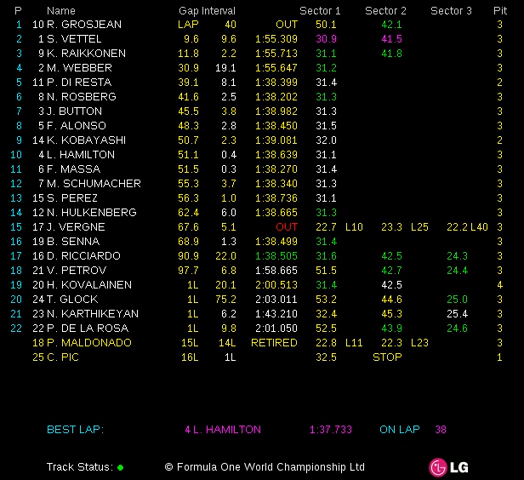 P Name Gap Interval Sector 1 Sector 2 Sector 3 Pit
1 10 R. GROSJEAN LAP 40 OUT 50.1 42.1 3
2 1 S. VETTEL 9.6 9.6 1:55.309 30.9 41.5 3
3 9 K. RAIKKONEN 11.8 2.2 1:55.713 31.1 41.8 3
4 2 M. WEBBER 30.9 19.1 1:55.647 31.2 3
5 11 P. DI RESTA 39.1 8.1 1:38.399 31.4 2
6 8 N. ROSBERG 41.6 2.5 1:38.202 31.3 3
7 3 J. BUTTON 45.5 3.8 1:38.982 31.3 3
8 5 F. ALONSO 48.3 2.8 1:38.450 31.5 3
9 14 K. KOBAYASHI 50.7 2.3 1:39.081 32.0 2
10 4 L. HAMILTON 51.1 0.4 1:38.639 31.1 3
11 6 F. MASSA 51.5 0.3 1:38.270 31.4 3
12 7 M. SCHUMACHER 55.3 3.7 1:38.340 31.3 3
13 15 S. PEREZ 56.3 1.0 1:38.736 31.1 3
14 12 N. HULKENBERG 62.4 6.0 1:38.665 31.3 3
15 17 J. VERGNE 67.6 5.1 OUT 22.7 L10 23.3 L25 22.2 L40 3
16 19 B. SENNA 68.9 1.3 1:38.499 31.4 3
17 16 D. RICCIARDO 90.9 22.0 1:38.505 31.6 42.5 24.3 3
18 21 V. PETROV 97.7 6.8 1:58.665 51.5 42.7 24.4 3
19 20 H. KOVALAINEN 1L 20.1 2:00.513 31.4 42.5 4
20 24 T. GLOCK 1L 75.2 2:03.011 53.2 44.6 25.0 3
21 23 N. KARTHIKEYAN 1L 6.2 1:43.210 32.4 45.3 25.4 3
22 22 P. DE LA ROSA 1L 9.8 2:01.050 52.5 43.9 24.6 3
18 P. MALDONADO 15L 14L RETIRED 22.8 L11 22.3 L23 3
25 C. PIC 16L 1L 32.5 STOP 1
BEST LAP: 4 L. HAMILTON 1:37.733 ON LAP 38
Track Status: © Formula One World Championship Ltd LG